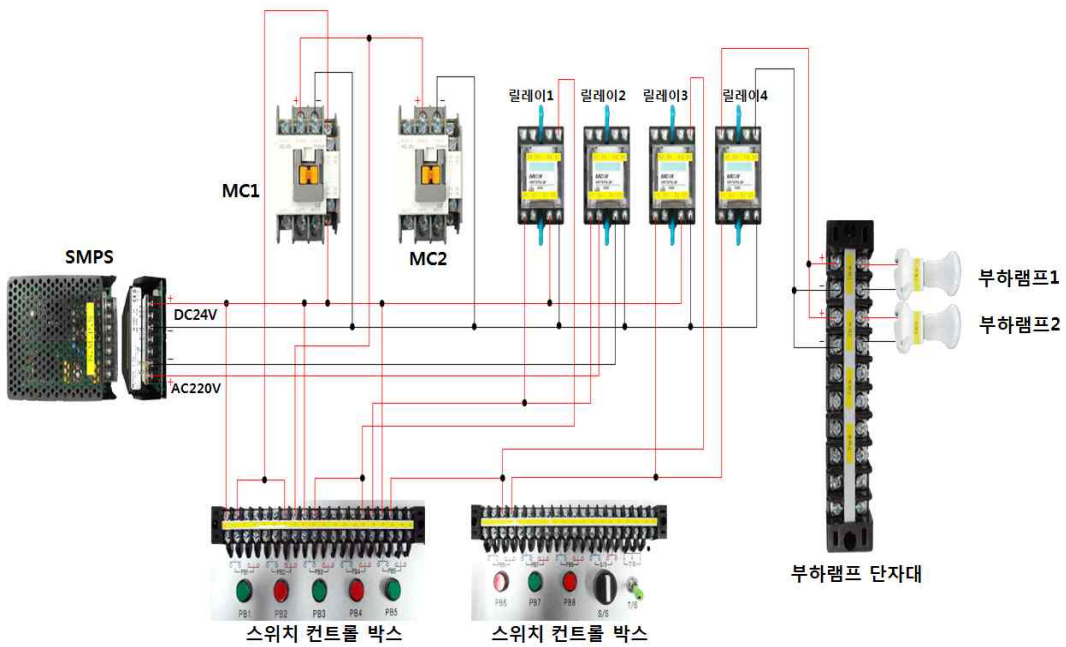 릴레이1 릴레이2 릴레이3 릴레이4
+ − + −
MC1
MC2
SMPS
+
DC24V
−
−
+
AC220V
+
−
+
−
부하램프1
부하램프2
부하램프 단자대
PB1 PB2 PB3 PB4 PB5
PB6 PB7 PB8 S/S T/S
스위치 컨트롤 박스
스위치 컨트롤 박스